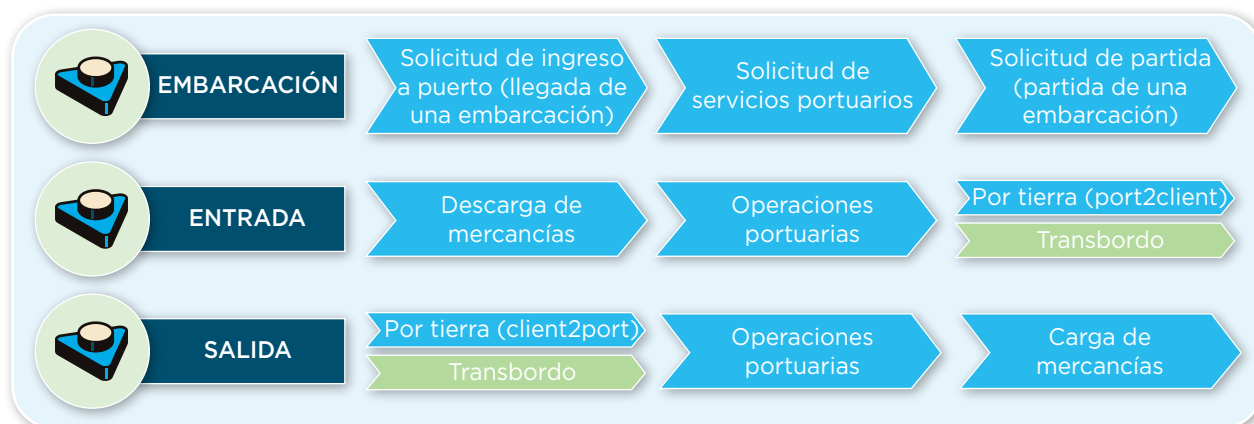 EMBARCACIÓN
Solicitud de ingreso
a puerto (llegada de
una embarcación)
Solicitud de
servicios portuarios
Solicitud de partida
(partida de una
embarcación)
ENTRADA
Descarga de
mercancías
Operaciones
portuarias
Por tierra (port2client)
Transbordo
SALIDA
Por tierra (client2port)
Transbordo
Operaciones
portuarias
Carga de
mercancías